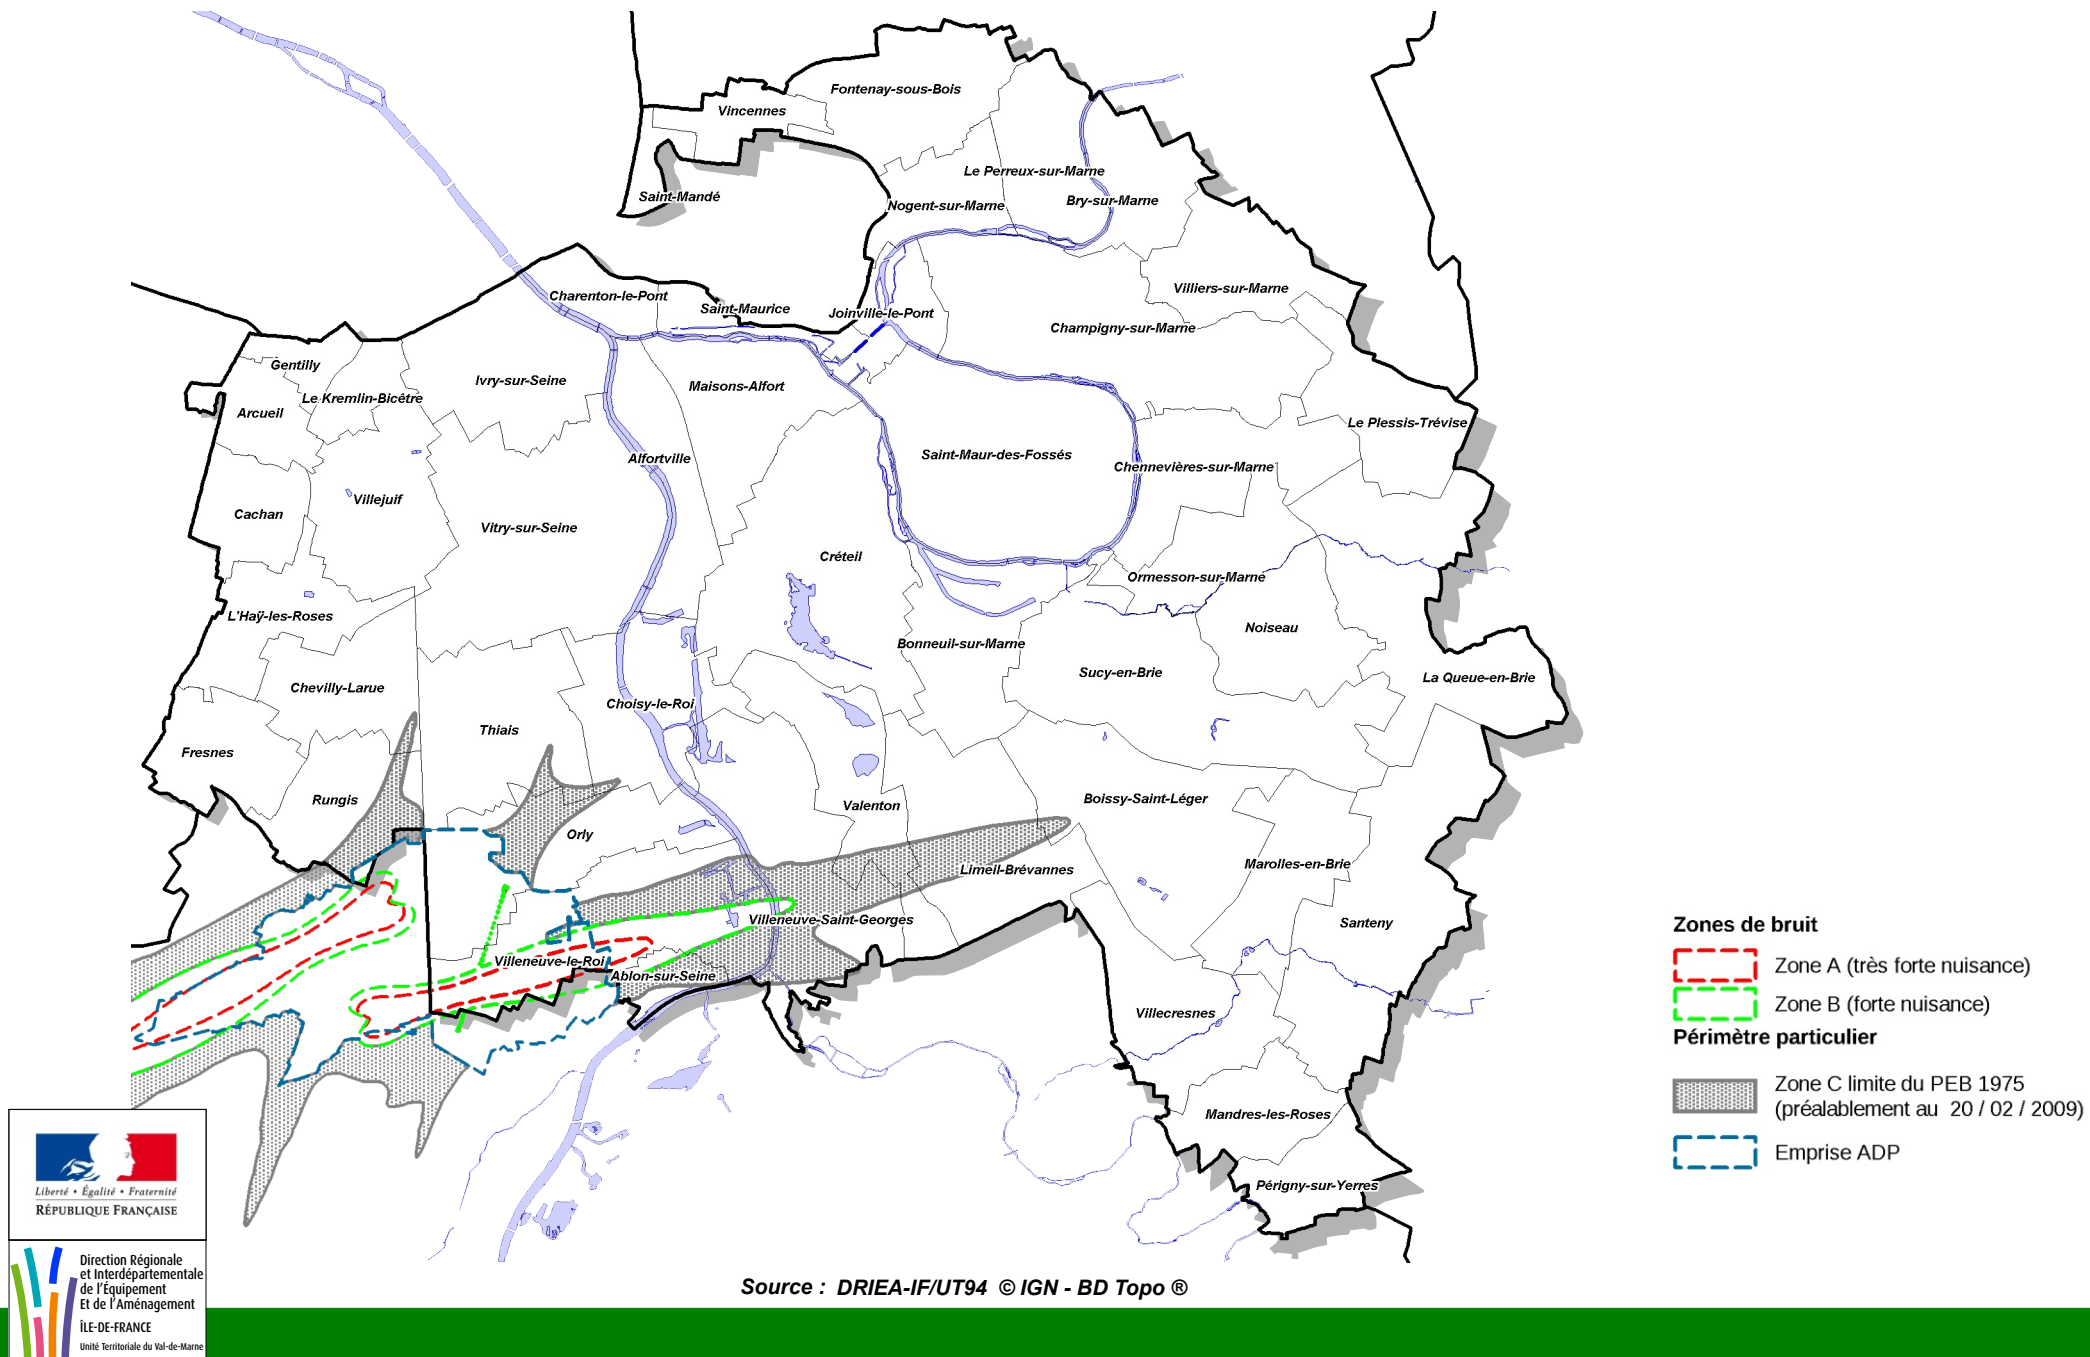 Fontenay-sous-Bois
Vincennes
Le Perreux-sur-Marne
Saint-Mandé
Nogent-sur-Marne
Bry-sur-Marne
Villiers-sur-Marne
Charenton-le-Pont
Saint-Maurice
Joinville-le-Pont
Champigny-sur-Marne
Gentilly
Ivry-sur-Seine
Maisons-Alfort
Le Kremlin-Bicêtre
Arcueil
Le Plessis-Trévise
Alfortville
Saint-Maur-des-Fossés
Chennevières-sur-Marne
Villejuif
Cachan
Vitry-sur-Seine
Créteil
Ormesson-sur-Marne
L'Haÿ-les-Roses
Noiseau
Bonneuil-sur-Marne
Sucy-en-Brie
La Queue-en-Brie
Chevilly-Larue
Choisy-le-Roi
Thiais
Fresnes
Rungis
Boissy-Saint-Léger
Valenton
Orly
Marolles-en-Brie
Limeil-Brévannes
Villeneuve-Saint-Georges
Santeny
Villeneuve-le-Roi
Ablon-sur-Seine
Villecresnes
Mandres-les-Roses
Périgny-sur-Yerres
Zones de bruit
Zone A (très forte nuisance)
Zone B (forte nuisance)
Périmètre particulier
Zone C limite du PEB 1975
(préalablement au 20 / 02 / 2009)
Emprise ADP
Liberté • Égalité • Fraternité
RÉPUBLIQUE FRANÇAISE
Direction Régionale
et Interdépartementale
de l'Équipement
Et de l'Aménagement
ÎLE-DE-FRANCE
Unité Territoriale du Val-de-Marne
Source : DRIEA-IF/UT94 © IGN - BD Topo ®